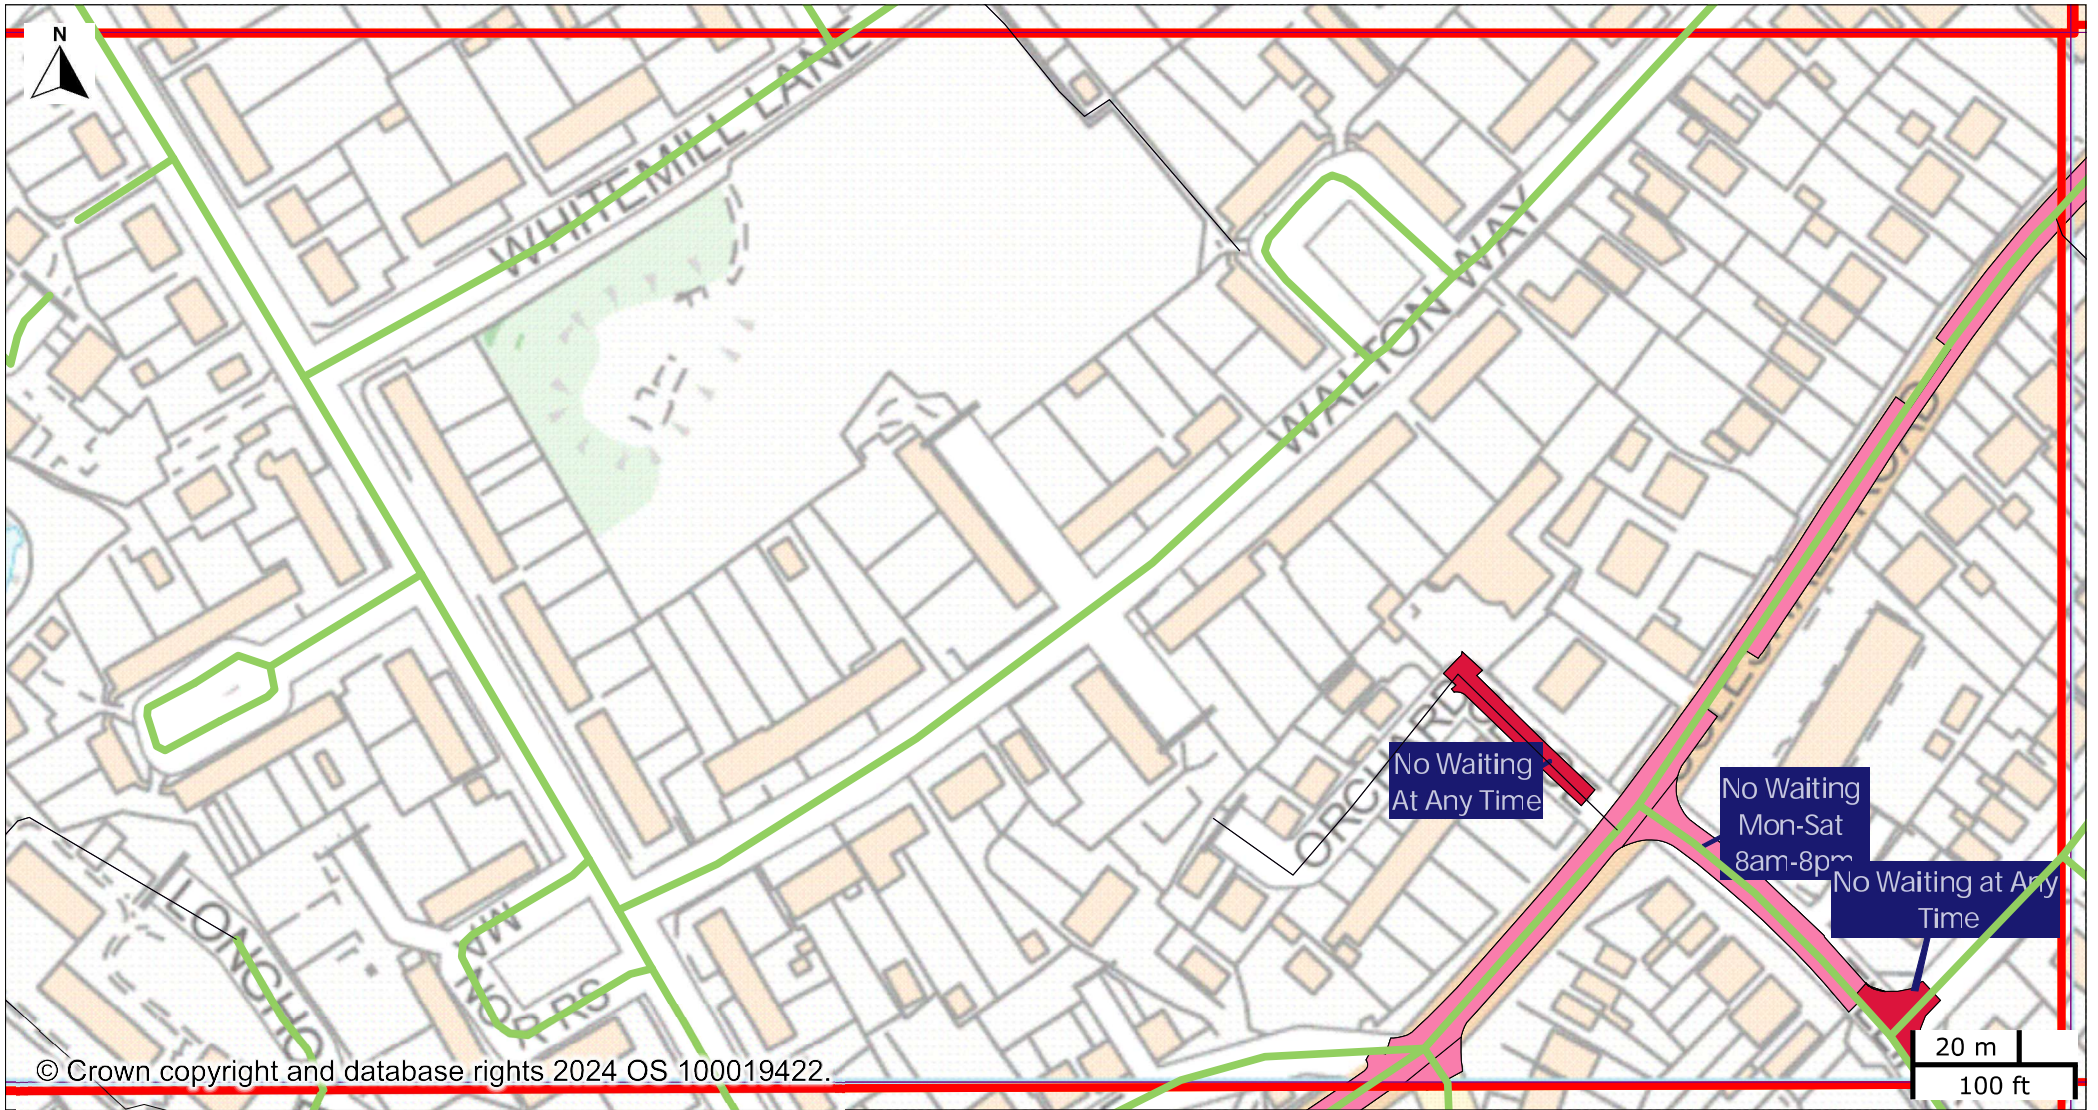 N
WHITEMILL LANE
WALTON WAY
No Waiting
At Any Time
No Waiting
Mon-Sat
8am-8pm
No Waiting at Any
Time
© Crown copyright and database rights 2024 OS 100019422.
20 m
100 ft